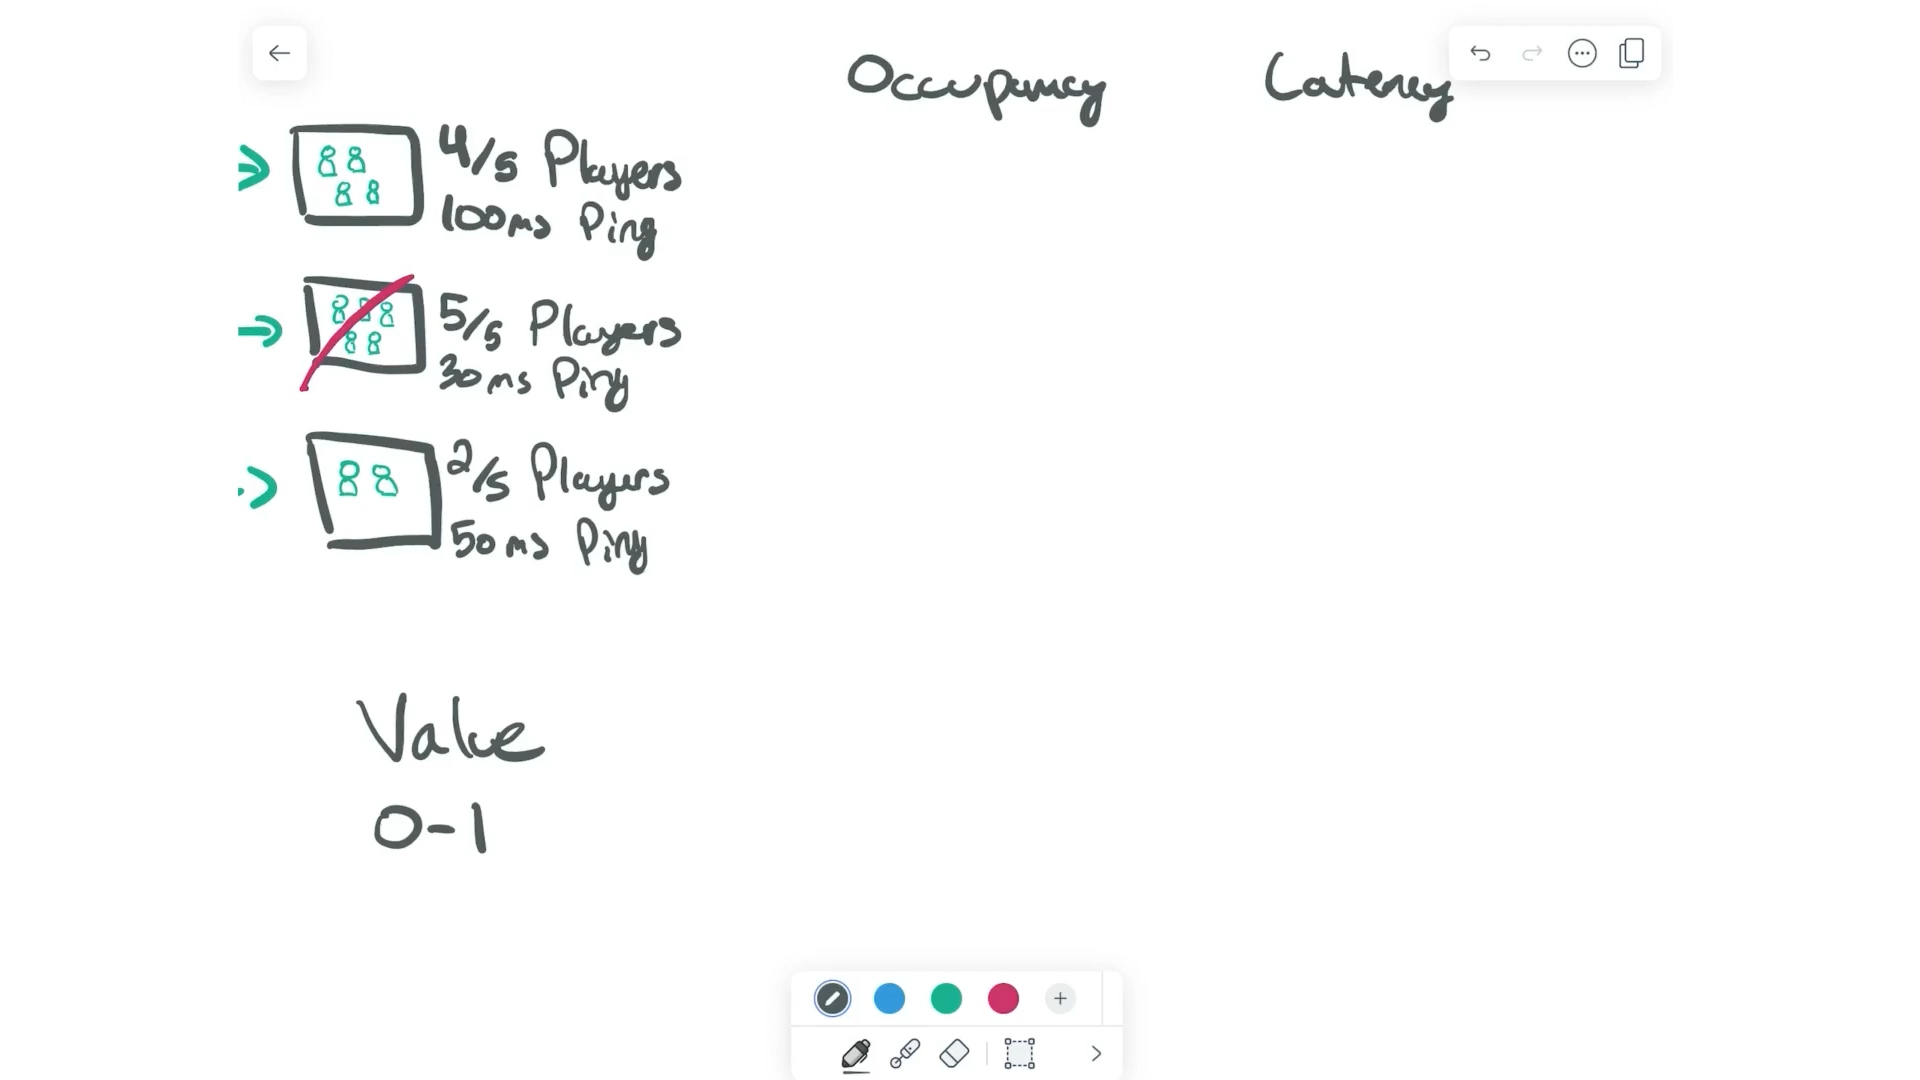 Occupancy
Latency
4/5 Players
100ms Ping
5/5 Players
30ms Ping
2/5 Players
50ms Ping
Value
0-1